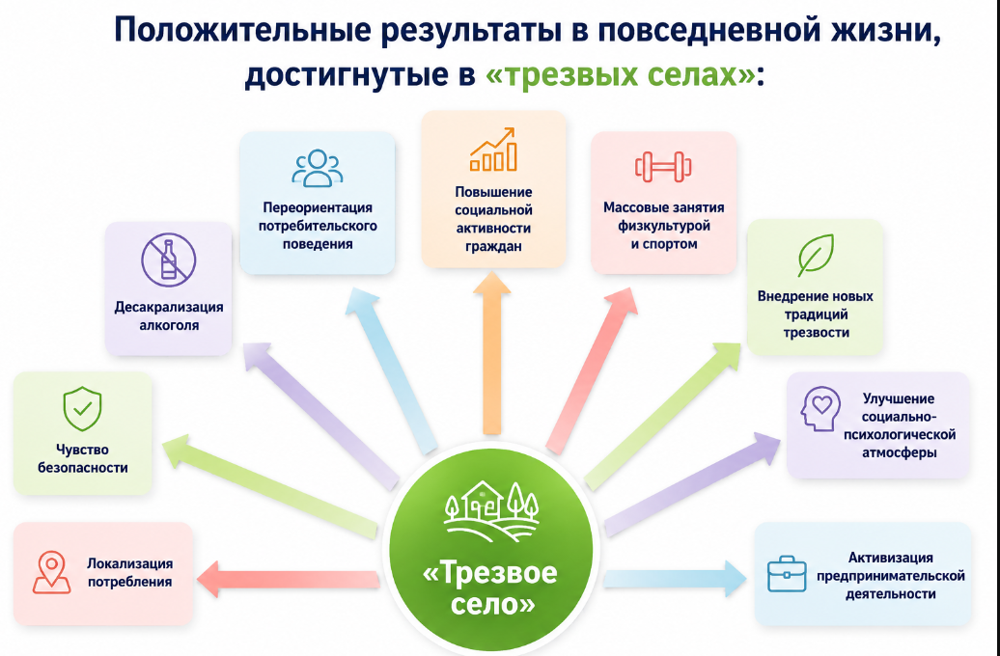 Положительные результаты в повседневной жизни,
достигнутые в «трезвых селах»:
Повышение
социальной
активности
граждан
Переориентация
потребительского
поведения
Массовые занятия
физкультурой
и спортом
Десакрализация
алкоголя
Внедрение новых
традиций
трезвости
Чувство
безопасности
Улучшение
социально-
психологической
атмосферы
Локализация
потребления
«Трезвое
село»
Активизация
предпринимательской
деятельности